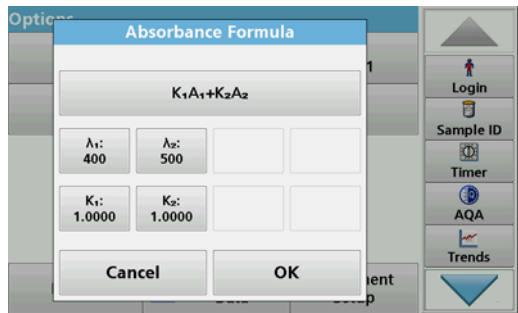 Options
Absorbance Formula
K₁A₁+K₂A₂
λ₁:
400
λ₂:
500
K₁:
1.0000
K₂:
1.0000
Cancel
OK
Login
Sample ID
Timer
AQA
Trends